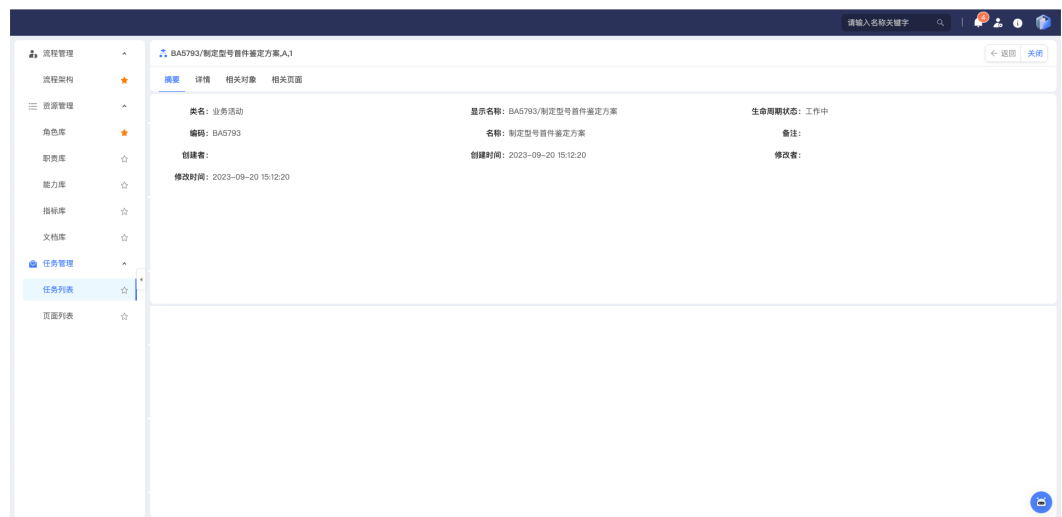 请输入名称关键字
4
流程管理
流程架构
资源管理
角色库
职责库
能力库
指标库
文档库
任务管理
任务列表
页面列表
BA5793/制定型号首件鉴定方案,A,1
← 返回 关闭
摘要 详情 相关对象 相关页面
类名: 业务活动 显示名称: BA5793/制定型号首件鉴定方案 生命周期状态: 工作中
编码: BA5793 名称: 制定型号首件鉴定方案 备注:
创建者: 创建时间: 2023-09-20 15:12:20 修改者:
修改时间: 2023-09-20 15:12:20